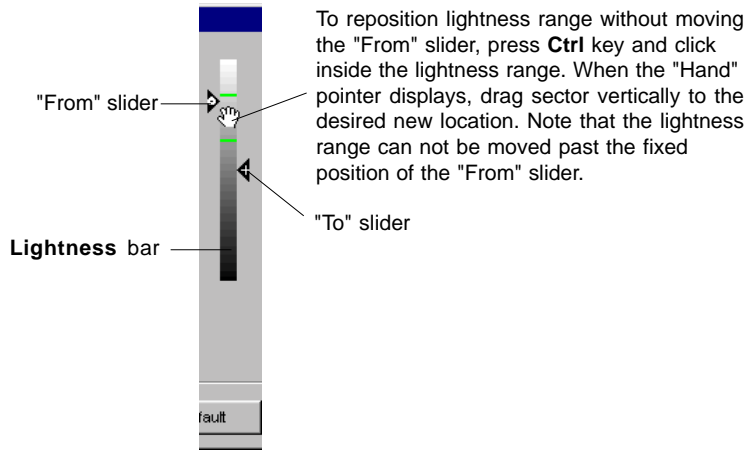 To reposition lightness range without moving
the "From" slider, press Ctrl key and click
inside the lightness range. When the "Hand"
pointer displays, drag sector vertically to the
desired new location. Note that the lightness
range can not be moved past the fixed
position of the "From" slider.
"From" slider
"To" slider
Lightness bar
fault